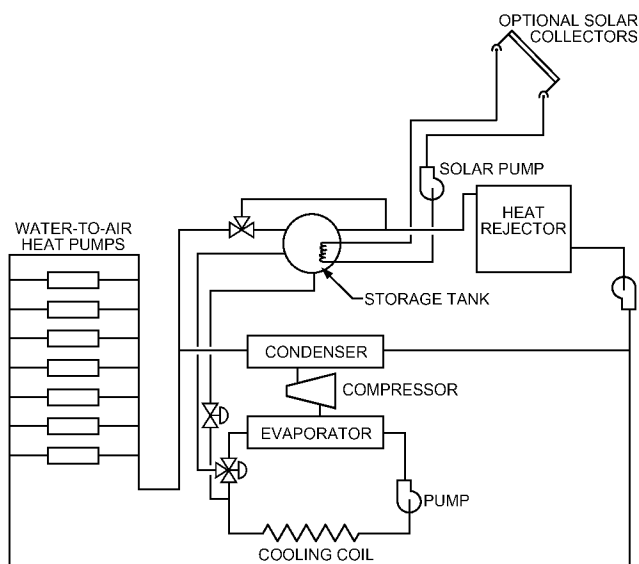 OPTIONAL SOLAR
COLLECTORS
SOLAR PUMP
WATER-TO-AIR
HEAT PUMPS
HEAT
REJECTOR
STORAGE TANK
CONDENSER
COMPRESSOR
EVAPORATOR
PUMP
COOLING COIL